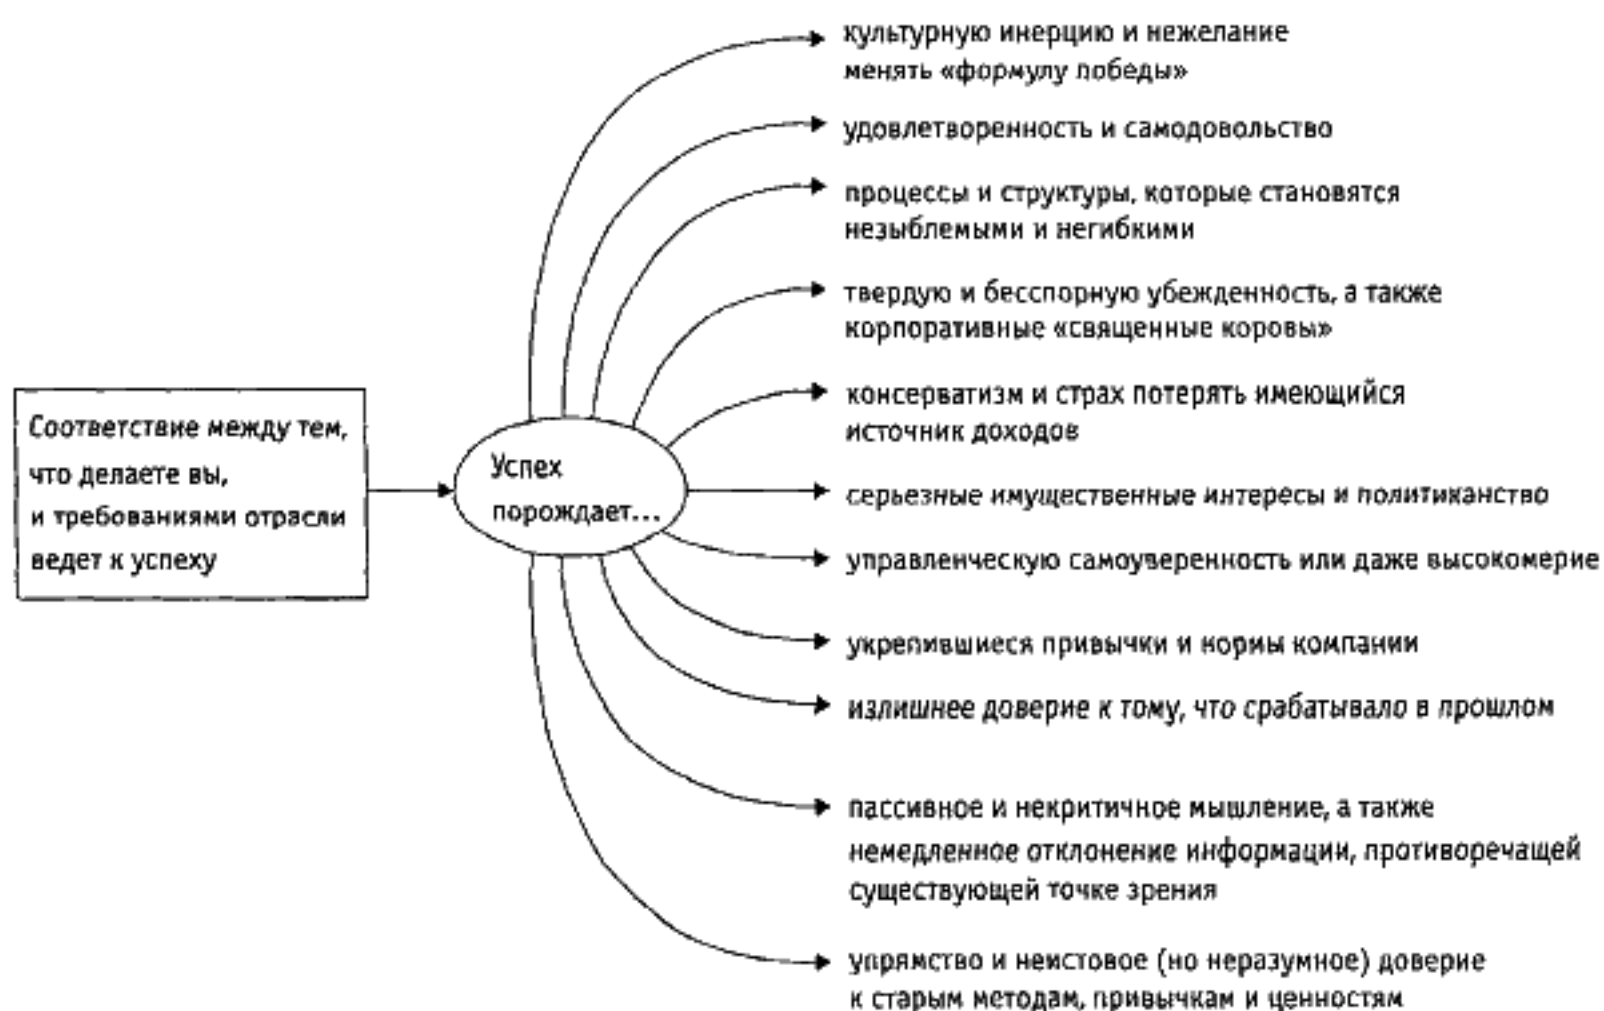 Соответствие между тем,
что делаете вы,
и требованиями отрасли
ведет к успеху
Успех
порождает...
культурную инерцию и нежелание
менять «формулу победы»
удовлетворенность и самодовольство
процессы и структуры, которые становятся
незыблемыми и негибкими
твердую и бесспорную убежденность, а также
корпоративные «священные коровы»
консерватизм и страх потерять имеющийся
источник доходов
серьезные имущественные интересы и политиканство
управленческую самоуверенность или даже высокомерие
укрепившиеся привычки и нормы компании
излишнее доверие к тому, что срабатывало в прошлом
пассивное и некритичное мышление, а также
немедленное отклонение информации, противоречащей
существующей точке зрения
упрямство и неистовое (но неразумное) доверие
к старым методам, привычкам и ценностям